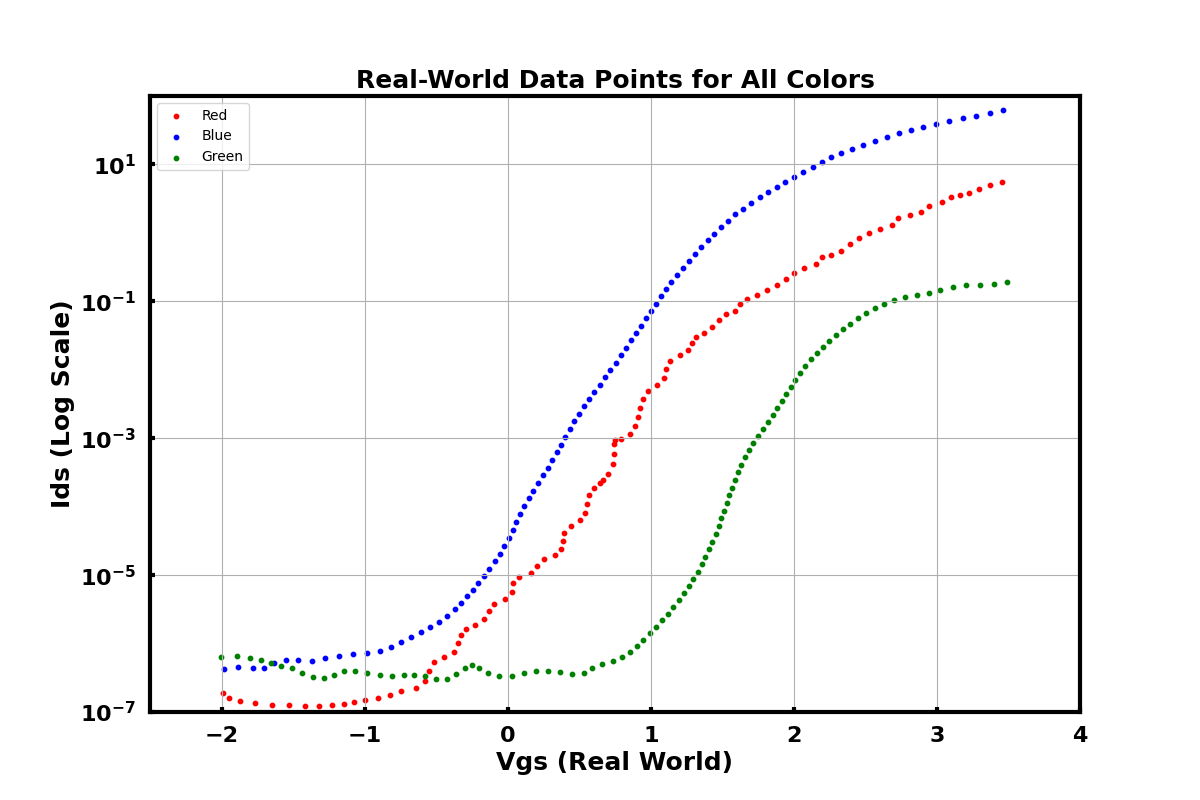 Real-World Data Points for All Colors
Red
Blue
Green
10¹
10⁻¹
10⁻³
10⁻⁵
10⁻⁷
Ids (Log Scale)
−2 −1 0 1 2 3 4
Vgs (Real World)